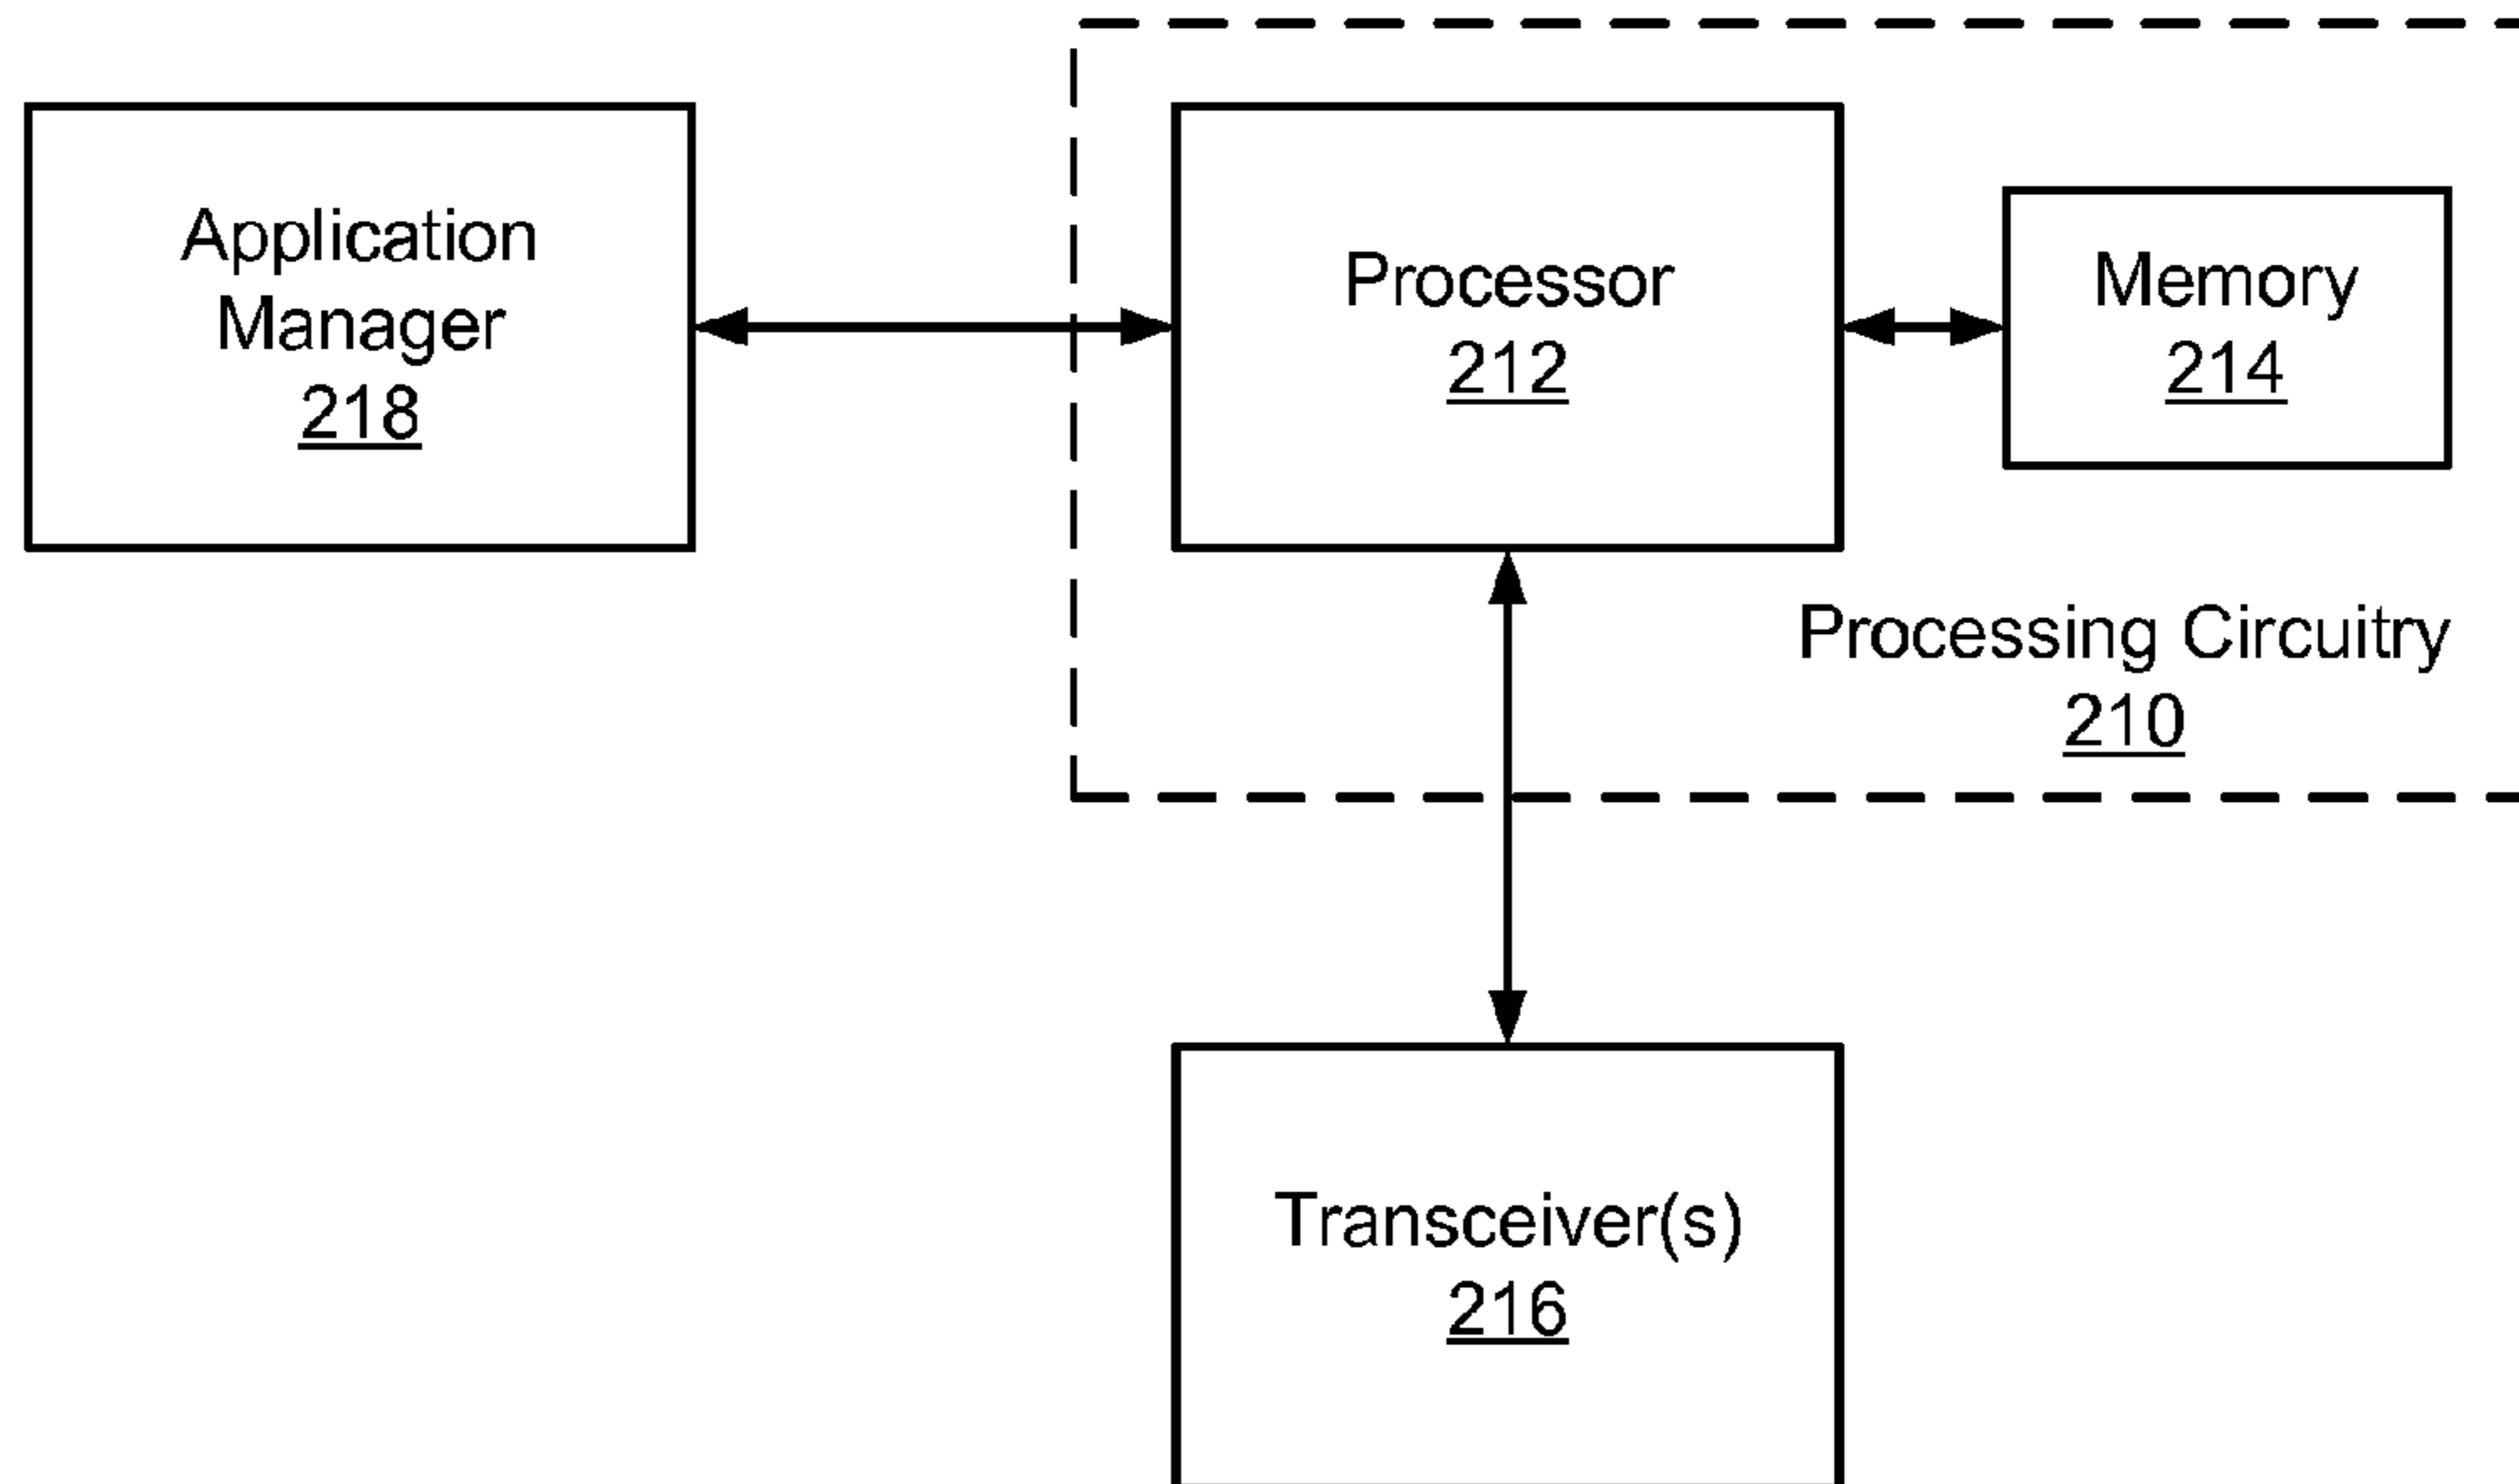 Application
Manager
218
Processor
212
Memory
214
Processing Circuitry
210
Transceiver(s)
216